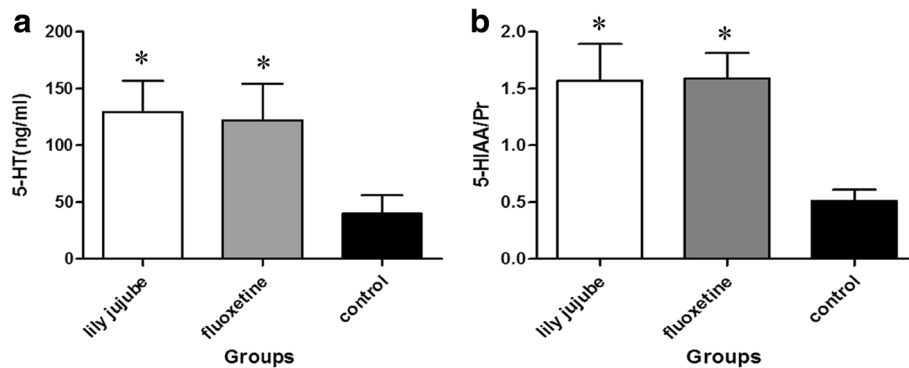 a
5-HT(ng/ml)
200
150
100
50
0
*
*
lily jujube
fluoxetine
control
Groups
b
5-HIAA/Pr
2.0
1.5
1.0
0.5
0.0
*
*
lily jujube
fluoxetine
control
Groups